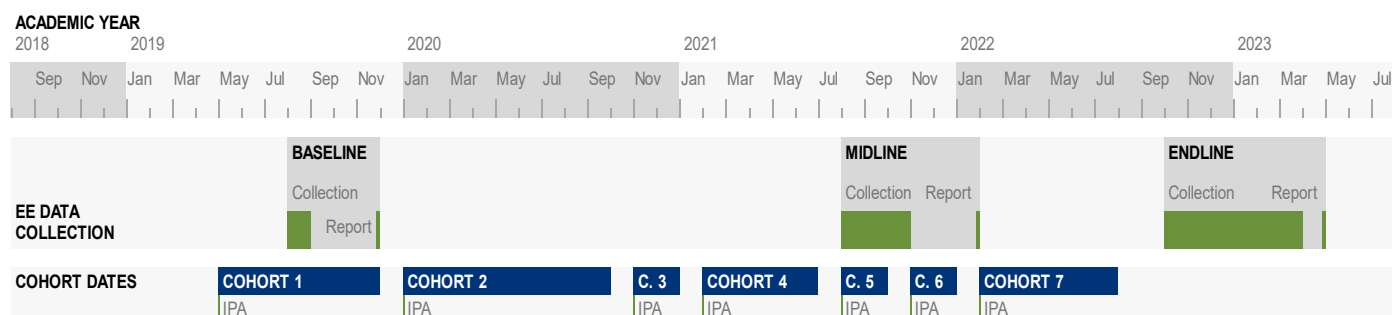 ACADEMIC YEAR
2018 2019 2020 2021 2022 2023
Sep Nov Jan Mar May Jul Sep Nov Jan Mar May Jul Sep Nov Jan Mar May Jul Sep Nov Jan Mar May Jul Sep Nov Jan Mar May Jul
BASELINE MIDLINE ENDLINE
Collection Collection Report Collection Report
EE DATA
COLLECTION
Report
COHORT DATES COHORT 1 COHORT 2 C. 3 COHORT 4 C. 5 C. 6 COHORT 7
IPA IPA IPA IPA IPA IPA IPA